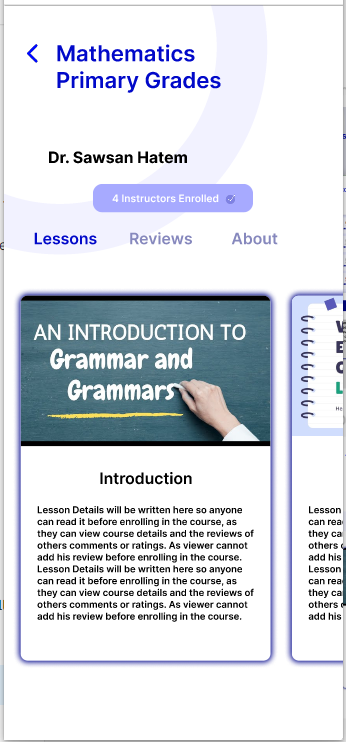 Mathematics
Primary Grades
Dr. Sawsan Hatem
4 Instructors Enrolled
Lessons
Reviews
About
AN INTRODUCTION TO
Grammar and
Grammars
Introduction
Lesson Details will be written here so anyone
can read it before enrolling in the course, as
they can view course details and the reviews of
others comments or ratings. As viewer cannot
add his review before enrolling in the course.
Lesson Details will be written here so anyone
can read it before enrolling in the course, as
they can view course details and the reviews of
others comments or ratings. As viewer cannot
add his review before enrolling in the course.
W
E
C
L
He
Lesson
can rea
they ca
others
add his
Lesson
can rea
they ca
others
add his